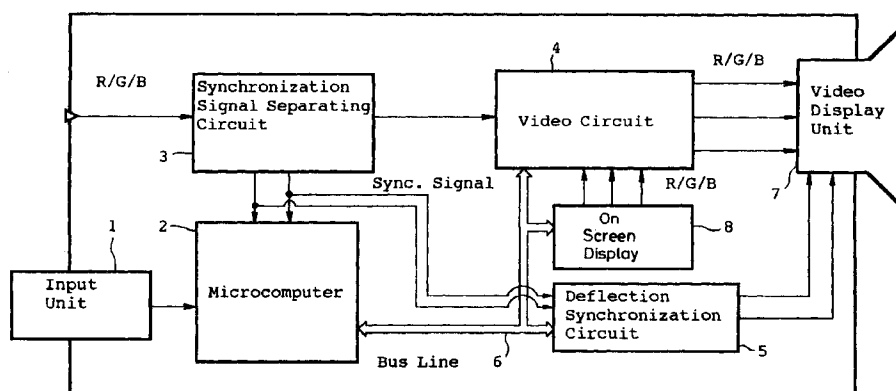 4
R/G/B
R/G/B
Synchronization
Signal Separating
Circuit
Video Circuit
Video
Display
Unit
3
7
Sync. Signal
R/G/B
1
2
On
Screen
Display
8
Input
Unit
Microcomputer
Deflection
Synchronization
Circuit
Bus Line
6
5